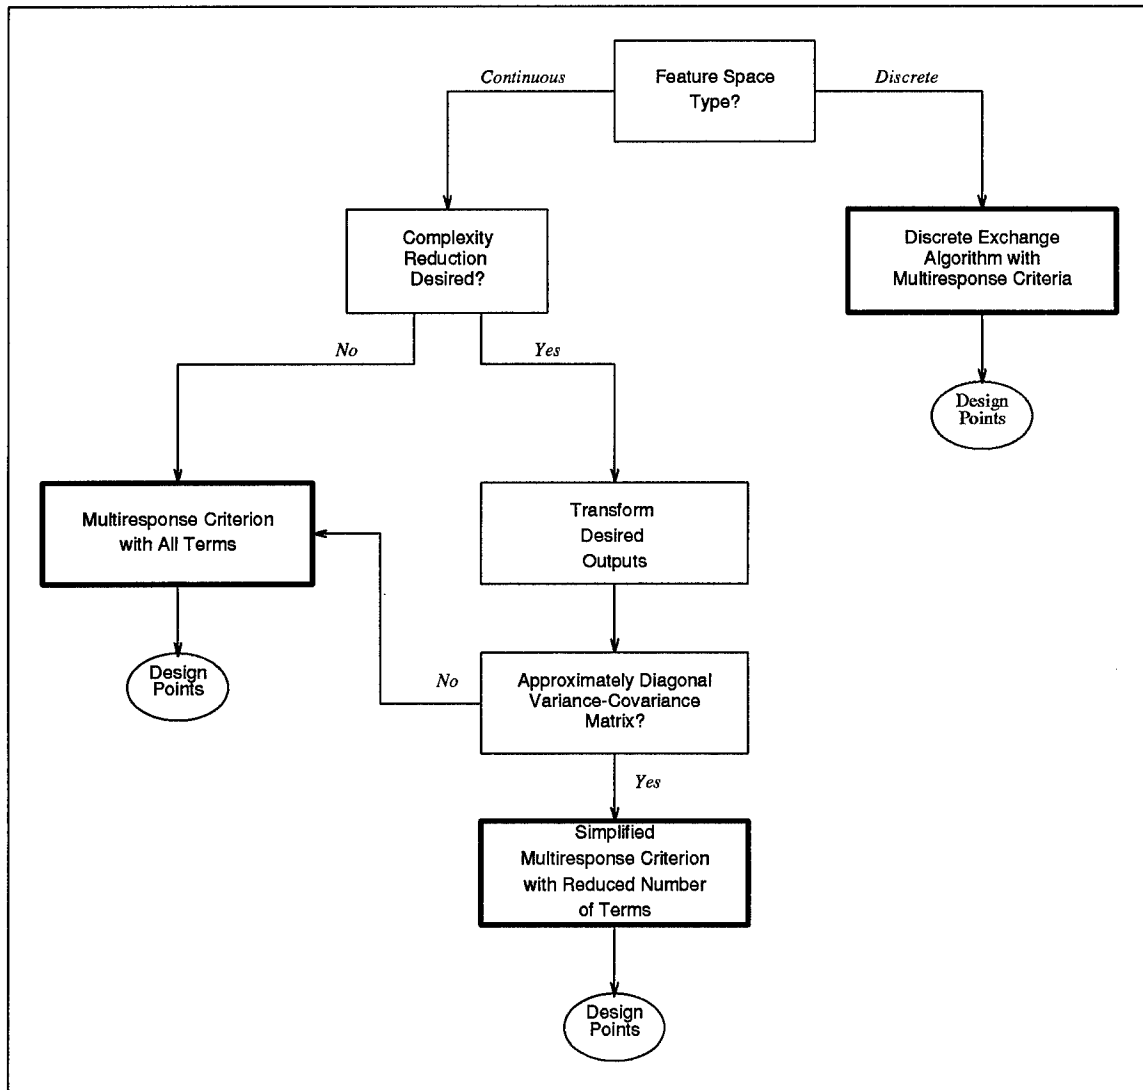 Continuous
Feature Space
Type?
Discrete
Complexity
Reduction
Desired?
Discrete Exchange
Algorithm with
Multiresponse Criteria
No
Yes
Design
Points
Multiresponse Criterion
with All Terms
Transform
Desired
Outputs
Design
Points
No
Approximately Diagonal
Variance-Covariance
Matrix?
Yes
Simplified
Multiresponse Criterion
with Reduced Number
of Terms
Design
Points